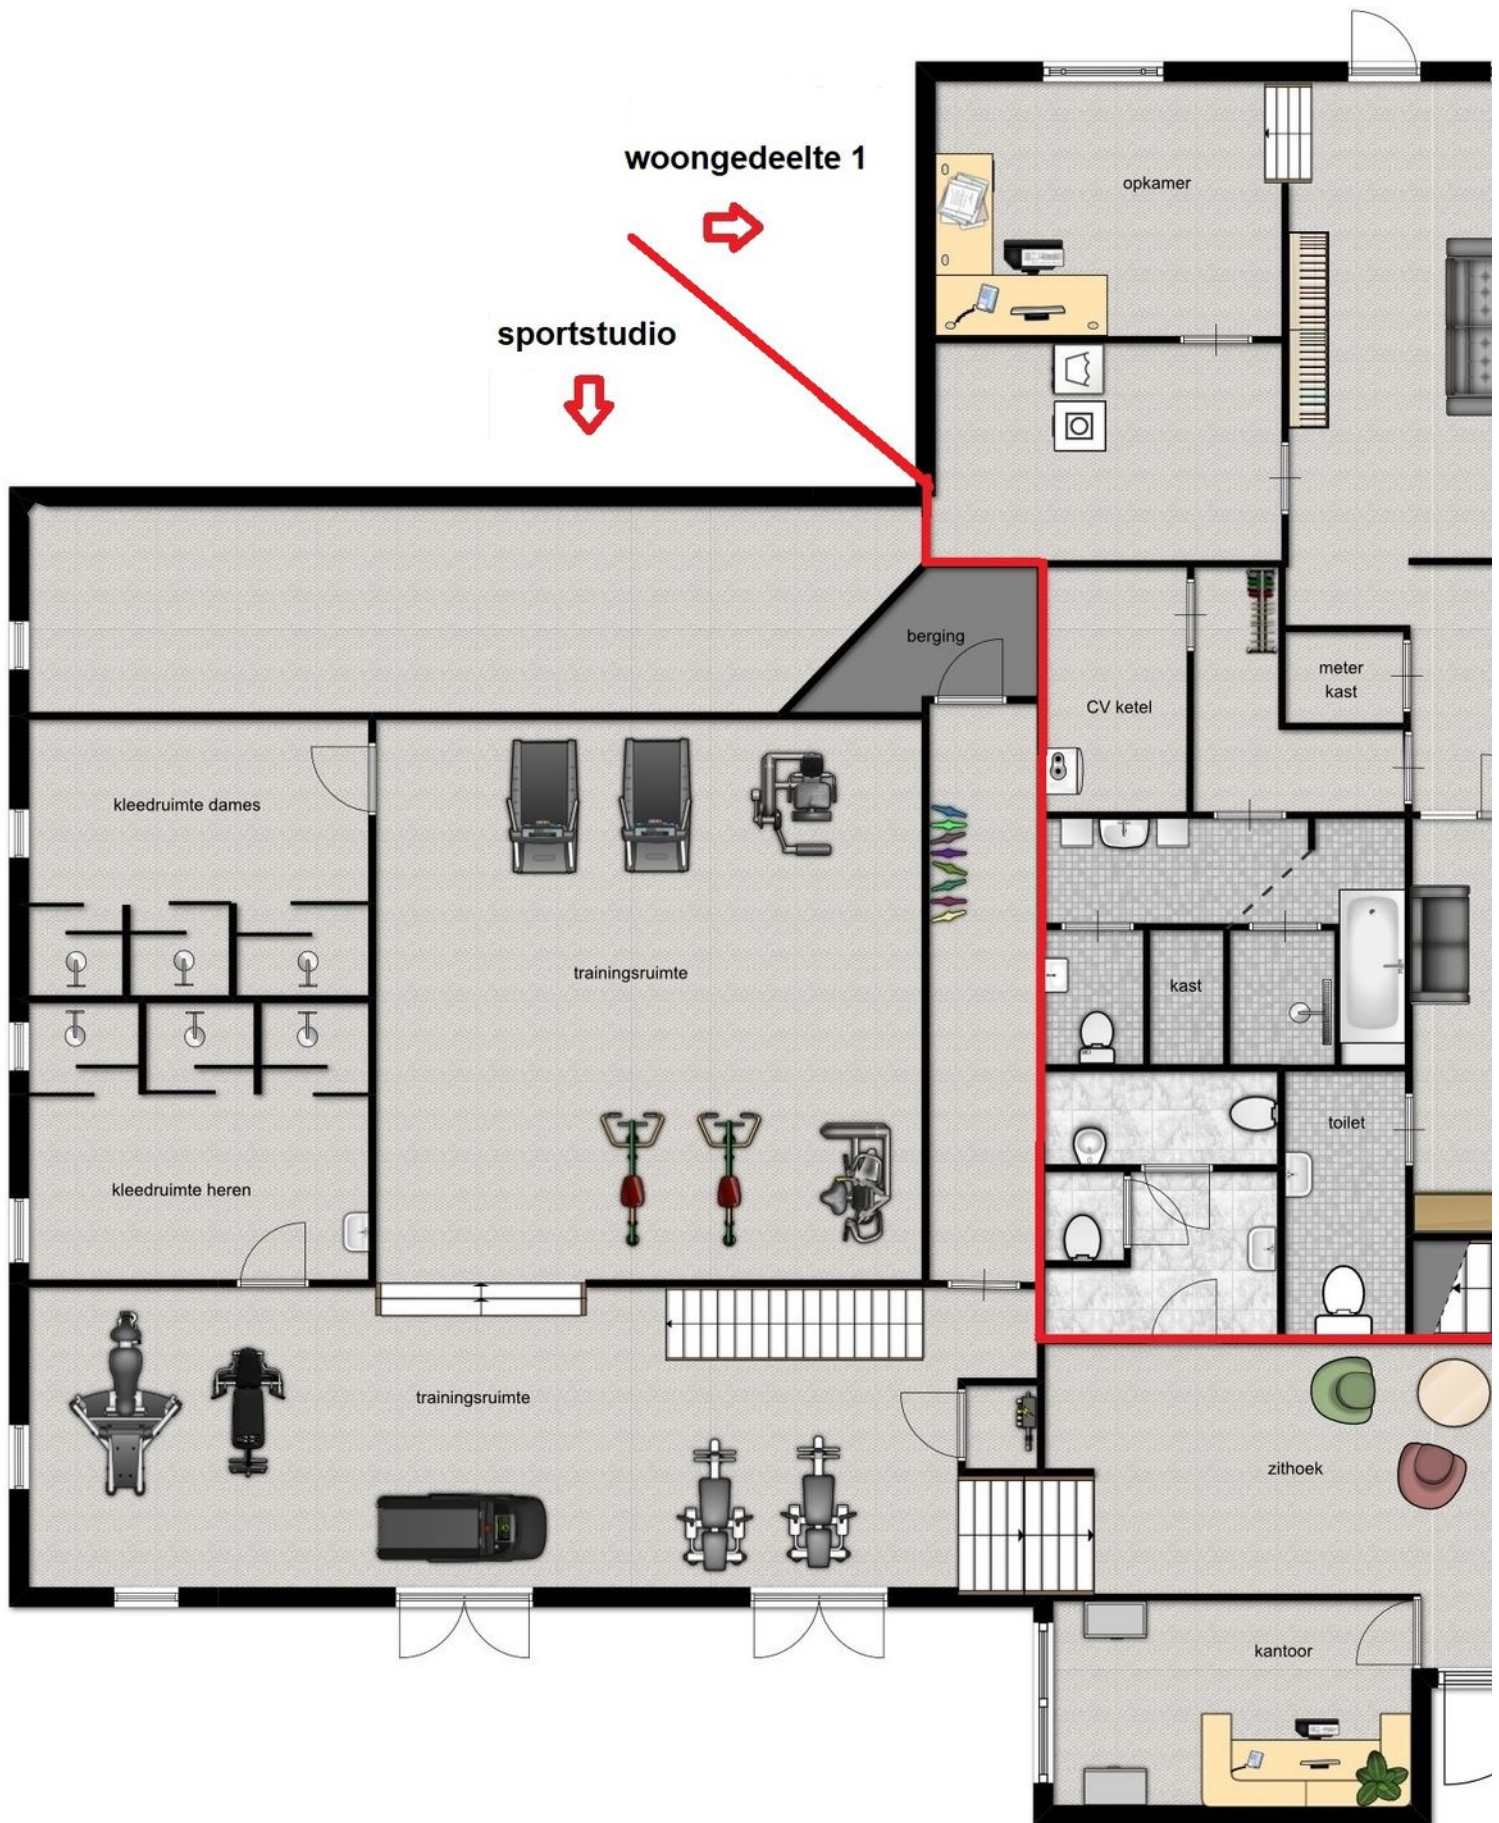 woongedeelte 1
opkamer
sportstudio
berging
meter
kast
CV ketel
kleedruimte dames
trainingsruimte
kast
toilet
kleedruimte heren
trainingsruimte
zithoek
kantoor